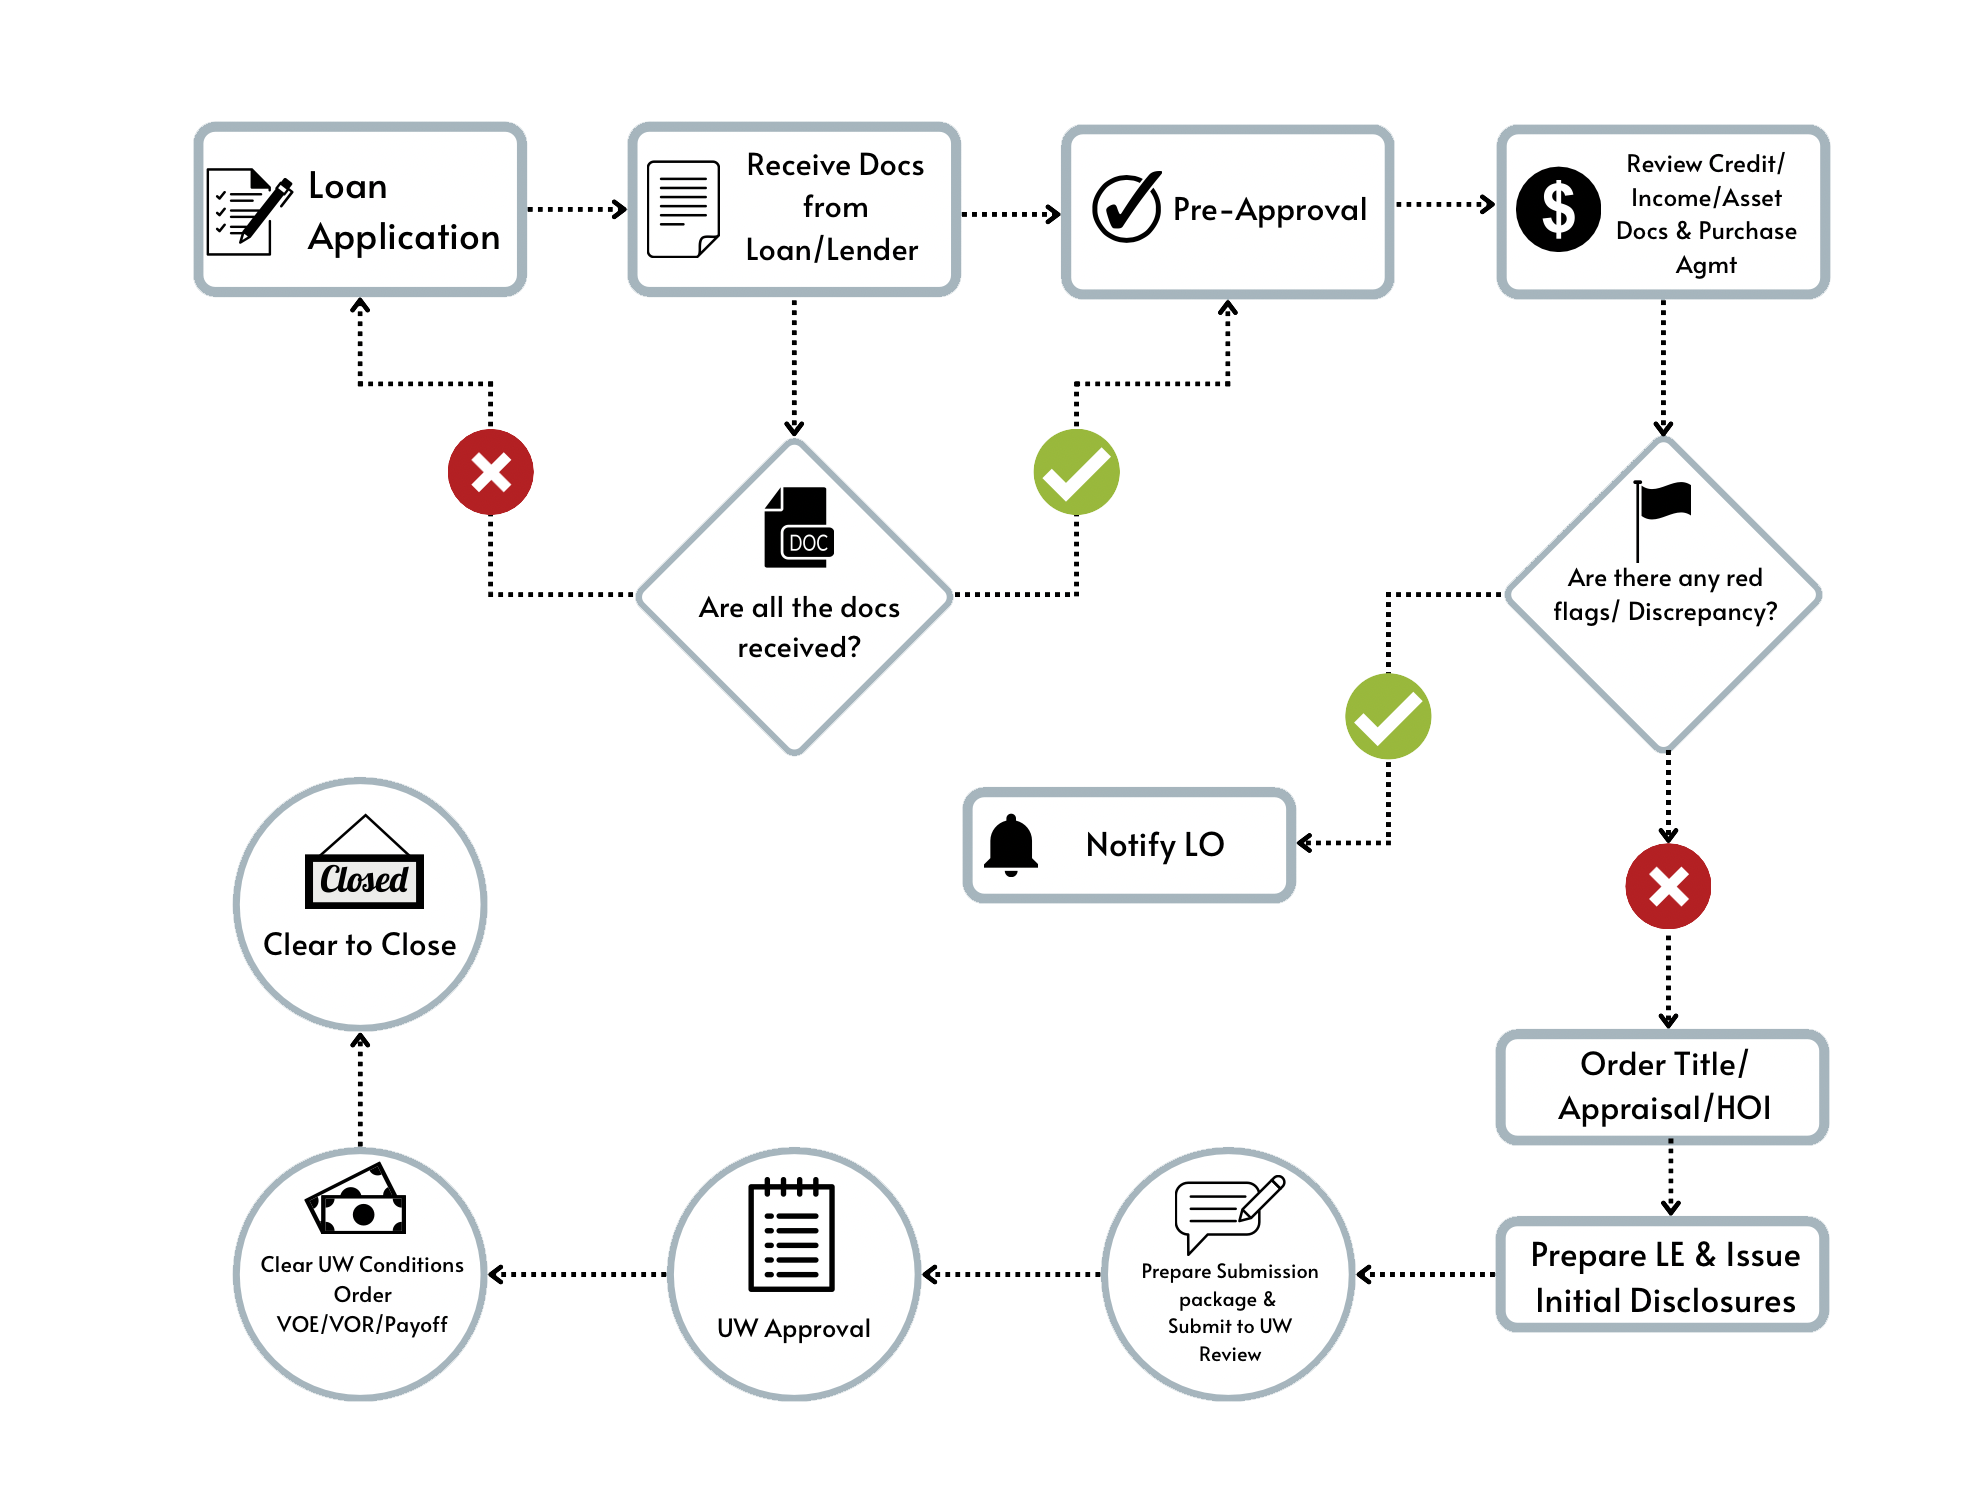 Loan
Application
Receive Docs
from
Loan/Lender
Pre-Approval
$
Review Credit/
Income/Asset
Docs & Purchase
Agmt
DOC
Are all the docs
received?
Are there any red
flags/ Discrepancy?
Notify LO
Closed
Clear to Close
Order Title/
Appraisal/HOI
Prepare LE & Issue
Initial Disclosures
Prepare Submission
package &
Submit to UW
Review
UW Approval
Clear UW Conditions
Order
VOE/VOR/Payoff